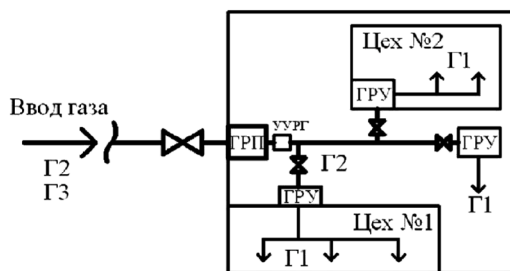 Цех №2
Г1
ГРУ
Ввод газа
Г2
Г3
ГРП
УУРГ
ГРУ
Г2
Г1
ГРУ
Цех №1
Г1